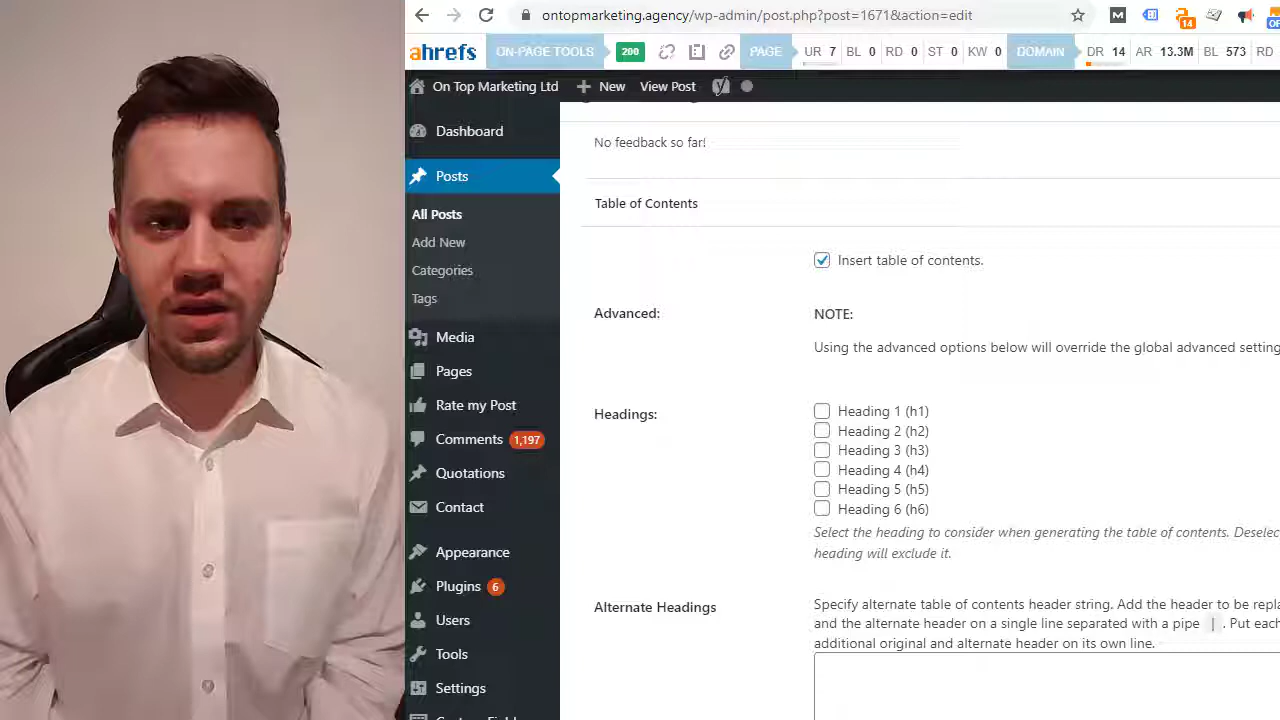 ontopmarketing.agency/wp-admin/post.php?post=1671&action=edit
M
14
OF
ahrefs ON-PAGE TOOLS 200 PAGE UR 7 BL 0 RD 0 ST 0 KW 0 DOMAIN DR 14 AR 13.3M BL 573 RD
On Top Marketing Ltd New View Post
Dashboard
Posts
All Posts
Add New
Categories
Tags
Media
Pages
Rate my Post
Comments 1,197
Quotations
Contact
Appearance
Plugins 6
Users
Tools
Settings
No feedback so far!
Table of Contents
Insert table of contents.
Advanced:
NOTE:
Using the advanced options below will override the global advanced setting
Headings:
Heading 1 (h1)
Heading 2 (h2)
Heading 3 (h3)
Heading 4 (h4)
Heading 5 (h5)
Heading 6 (h6)
Select the heading to consider when generating the table of contents. Deselec
heading will exclude it.
Alternate Headings
Specify alternate table of contents header string. Add the header to be repla
and the alternate header on a single line separated with a pipe | . Put each
additional original and alternate header on its own line.